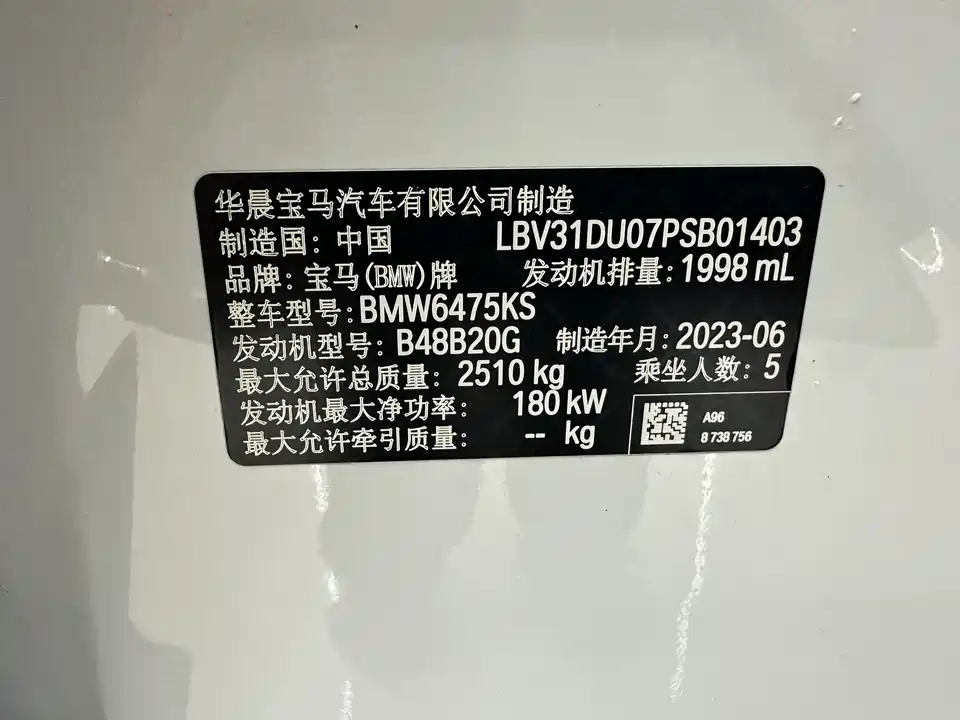 华晨宝马汽车有限公司制造
制造国：中国 LBV31DU07PSB01403
品牌：宝马(BMW)牌 发动机排量：1998 mL
整车型号：BMW6475KS
发动机型号：B48B20G 制造年月：2023-06
最大允许总质量：2510 kg 乘坐人数：5
发动机最大净功率：180 kW
最大允许牵引质量：-- kg
A96
8 738 756